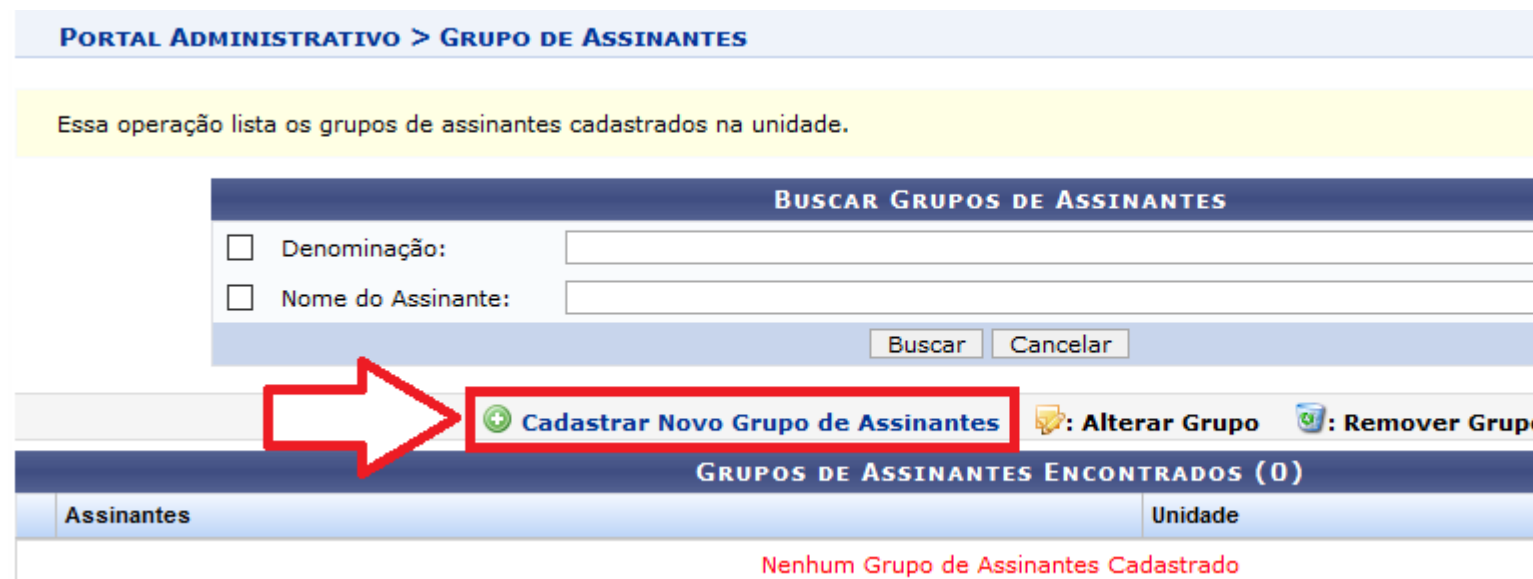 PORTAL ADMINISTRATIVO > GRUPO DE ASSINANTES
Essa operação lista os grupos de assinantes cadastrados na unidade.
BUSCAR GRUPOS DE ASSINANTES
Denominação:
Nome do Assinante:
Buscar Cancelar
Cadastrar Novo Grupo de Assinantes : Alterar Grupo : Remover Grupo
GRUPOS DE ASSINANTES ENCONTRADOS (0)
Assinantes Unidade
Nenhum Grupo de Assinantes Cadastrado